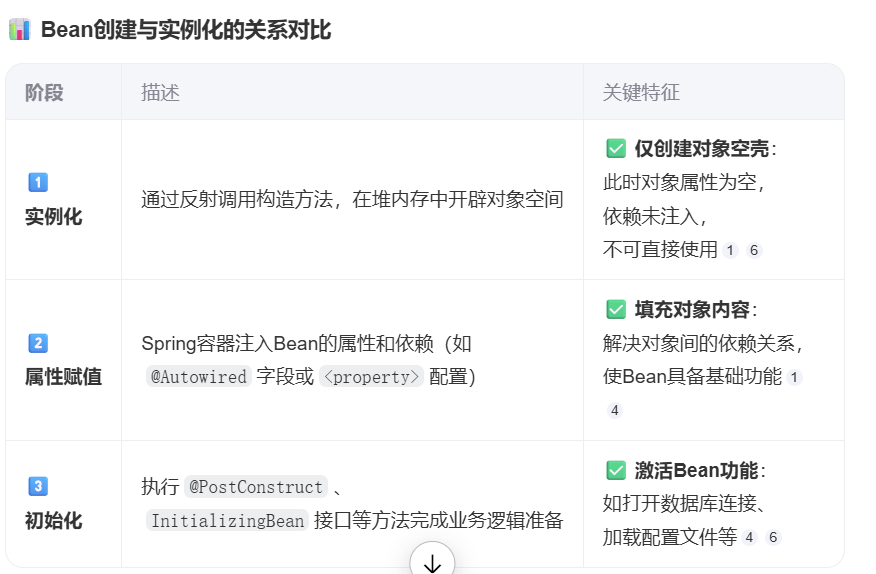 Bean创建与实例化的关系对比
阶段 描述 关键特征
1
实例化
通过反射调用构造方法，在堆内存中开辟对象空间
仅创建对象空壳：
此时对象属性为空，
依赖未注入，
不可直接使用 1 6
2
属性赋值
Spring容器注入Bean的属性和依赖（如
@Autowired 字段或 <property> 配置）
填充对象内容：
解决对象间的依赖关系，
使Bean具备基础功能 1
4
3
初始化
执行 @PostConstruct 、
InitializingBean 接口等方法完成业务逻辑准备
激活Bean功能：
如打开数据库连接、
加载配置文件等 4 6